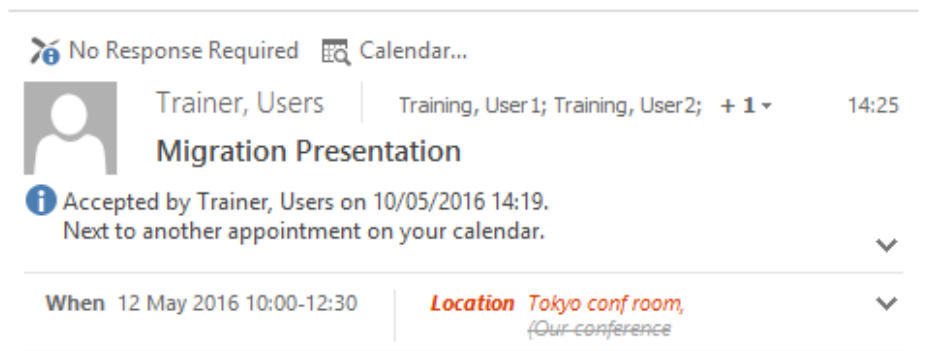 No Response Required Calendar...
Trainer, Users Training, User1; Training, User2; + 1 14:25
Migration Presentation
Accepted by Trainer, Users on 10/05/2016 14:19.
Next to another appointment on your calendar.
When 12 May 2016 10:00-12:30 Location Tokyo conf room,
(Our conference